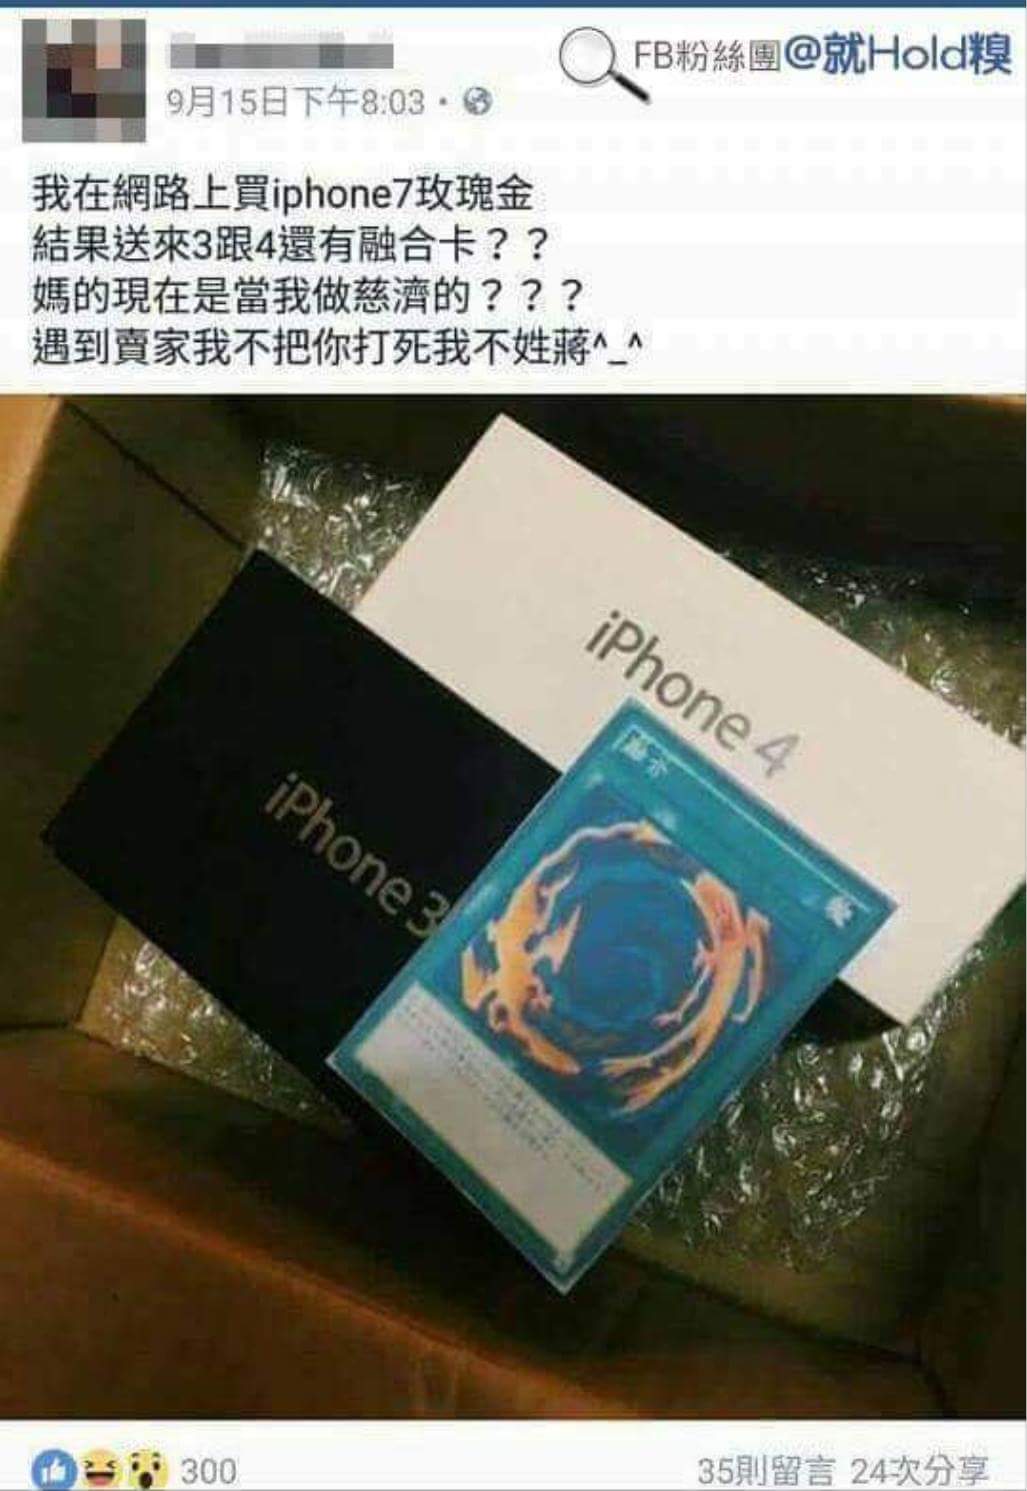 FB粉絲團@就Hold糗
9月15日下午8:03
我在網路上買iphone7玫瑰金
結果送來3跟4還有融合卡？？
媽的現在是當我做慈濟的？？？
遇到賣家我不把你打死我不姓蔣^_^
iPhone 4
iPhone 3
300
35則留言 24次分享